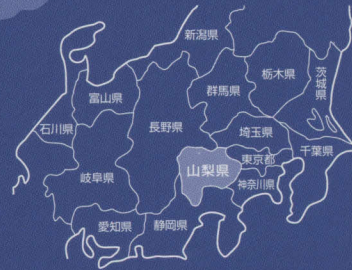 新潟県
栃木県
茨城県
群馬県
富山県
長野県
石川県
埼玉県
東京都
千葉県
山梨県
岐阜県
神奈川県
愛知県
静岡県